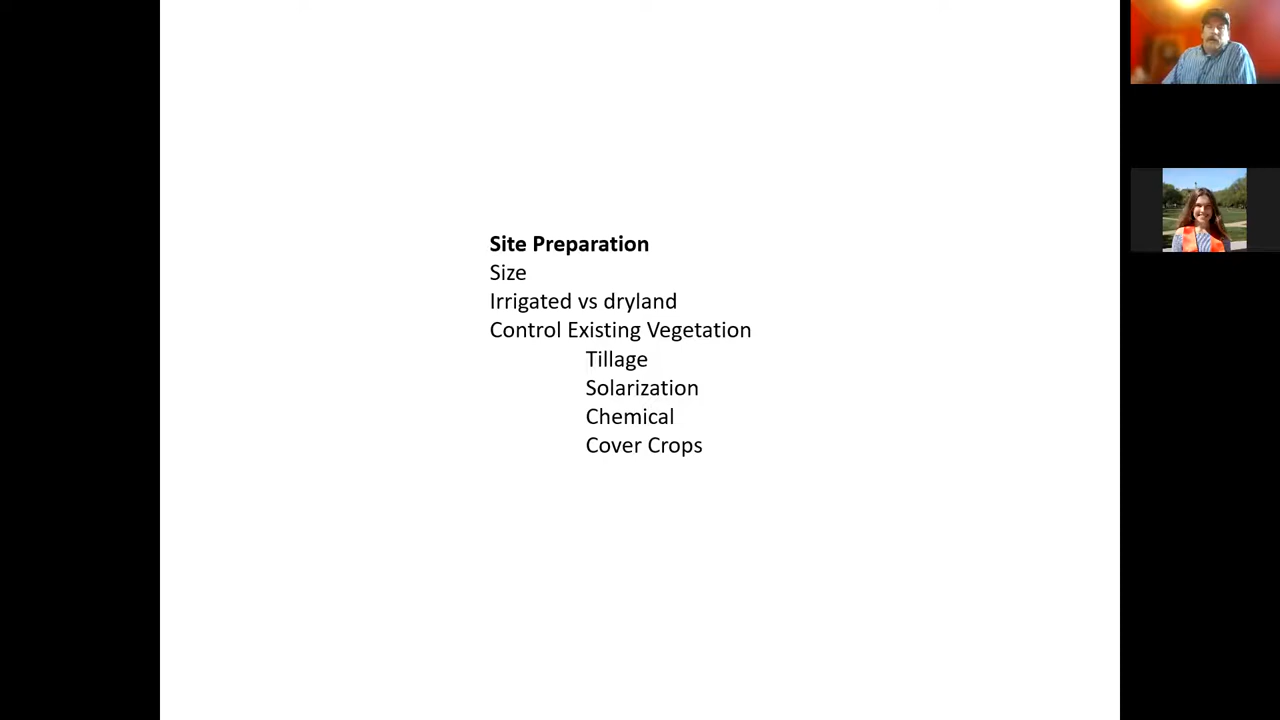 Site Preparation
Size
Irrigated vs dryland
Control Existing Vegetation
Tillage
Solarization
Chemical
Cover Crops